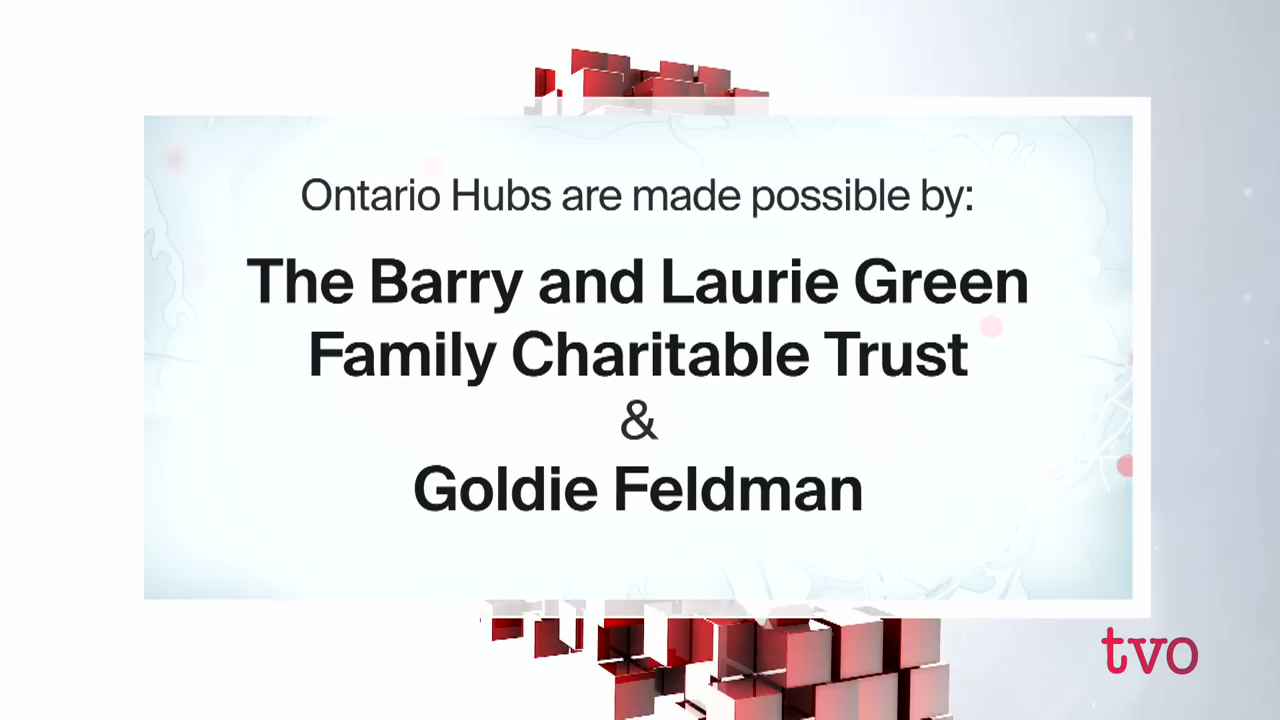 Ontario Hubs are made possible by:
The Barry and Laurie Green
Family Charitable Trust
&
Goldie Feldman
tvo